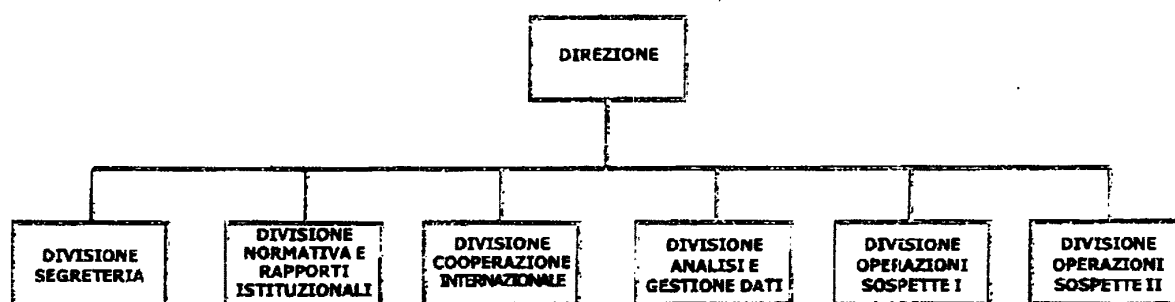 DIREZIONE
DIVISIONE
SEGRETERIA
DIVISIONE
NORMATIVA E
RAPPORTI
ISTITUZIONALI
DIVISIONE
COOPERAZIONE
INTERNAZIONALE
DIVISIONE
ANALISI E
GESTIONE DATI
DIVISIONE
OPERAZIONI
SOSPETTE I
DIVISIONE
OPERAZIONI
SOSPETTE II